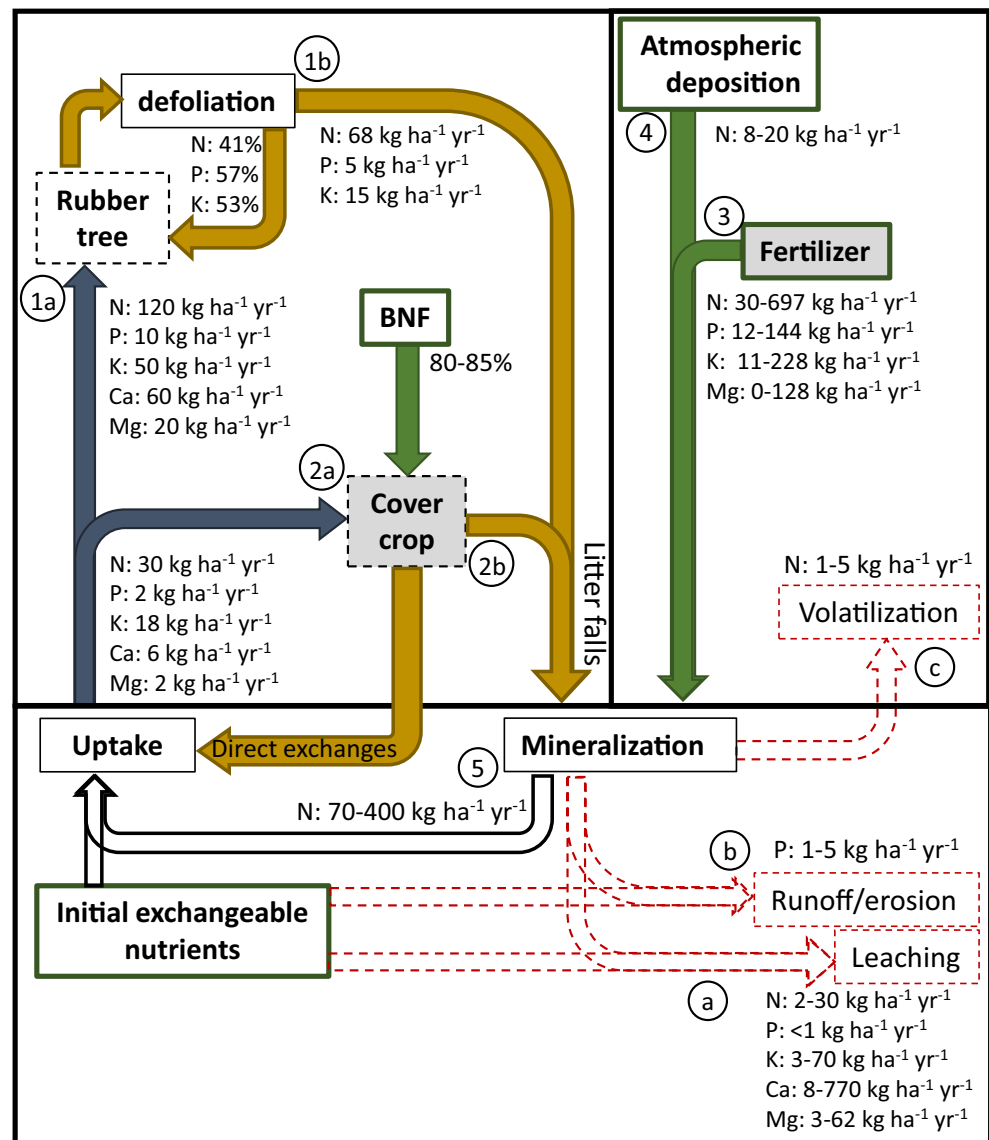 1b
defoliation
N: 41%
P: 57%
K: 53%
N: 68 kg ha⁻¹ yr⁻¹
P: 5 kg ha⁻¹ yr⁻¹
K: 15 kg ha⁻¹ yr⁻¹
Rubber
tree
1a
N: 120 kg ha⁻¹ yr⁻¹
P: 10 kg ha⁻¹ yr⁻¹
K: 50 kg ha⁻¹ yr⁻¹
Ca: 60 kg ha⁻¹ yr⁻¹
Mg: 20 kg ha⁻¹ yr⁻¹
BNF
80-85%
2a
Cover
crop
2b
N: 30 kg ha⁻¹ yr⁻¹
P: 2 kg ha⁻¹ yr⁻¹
K: 18 kg ha⁻¹ yr⁻¹
Ca: 6 kg ha⁻¹ yr⁻¹
Mg: 2 kg ha⁻¹ yr⁻¹
Litter falls
Atmospheric
deposition
4
N: 8-20 kg ha⁻¹ yr⁻¹
3
Fertilizer
N: 30-697 kg ha⁻¹ yr⁻¹
P: 12-144 kg ha⁻¹ yr⁻¹
K: 11-228 kg ha⁻¹ yr⁻¹
Mg: 0-128 kg ha⁻¹ yr⁻¹
N: 1-5 kg ha⁻¹ yr⁻¹
Volatilization
c
Uptake
Direct exchanges
5
Mineralization
N: 70-400 kg ha⁻¹ yr⁻¹
Initial exchangeable
nutrients
b
P: 1-5 kg ha⁻¹ yr⁻¹
Runoff/erosion
Leaching
a
N: 2-30 kg ha⁻¹ yr⁻¹
P: <1 kg ha⁻¹ yr⁻¹
K: 3-70 kg ha⁻¹ yr⁻¹
Ca: 8-770 kg ha⁻¹ yr⁻¹
Mg: 3-62 kg ha⁻¹ yr⁻¹